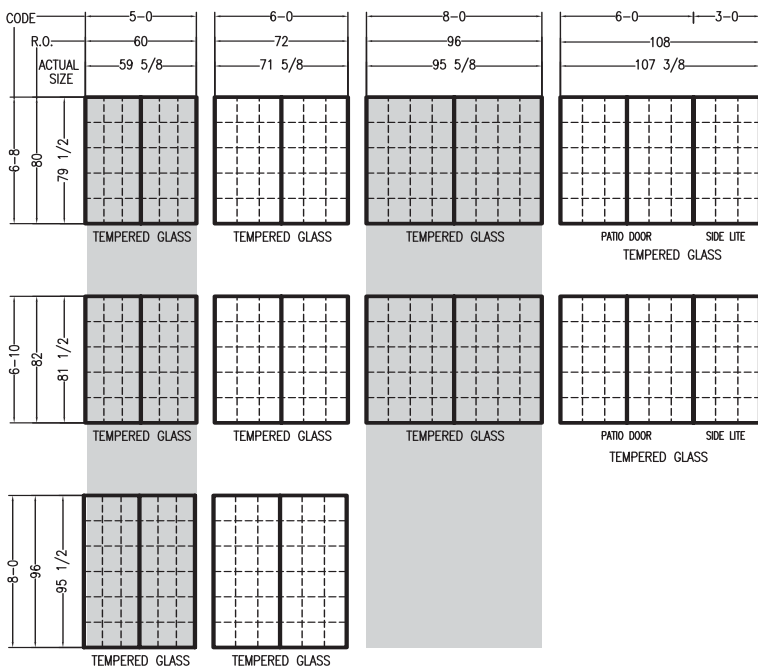 CODE 5-0 6-0 8-0 6-0 3-0
R.O. 60 72 96 108
ACTUAL SIZE 59 5/8 71 5/8 95 5/8 107 3/8
6-8 80 79 1/2
TEMPERED GLASS TEMPERED GLASS TEMPERED GLASS PATIO DOOR SIDE LITE
TEMPERED GLASS
6-10 82 81 1/2
TEMPERED GLASS TEMPERED GLASS TEMPERED GLASS PATIO DOOR SIDE LITE
TEMPERED GLASS
8-0 96 95 1/2
TEMPERED GLASS TEMPERED GLASS